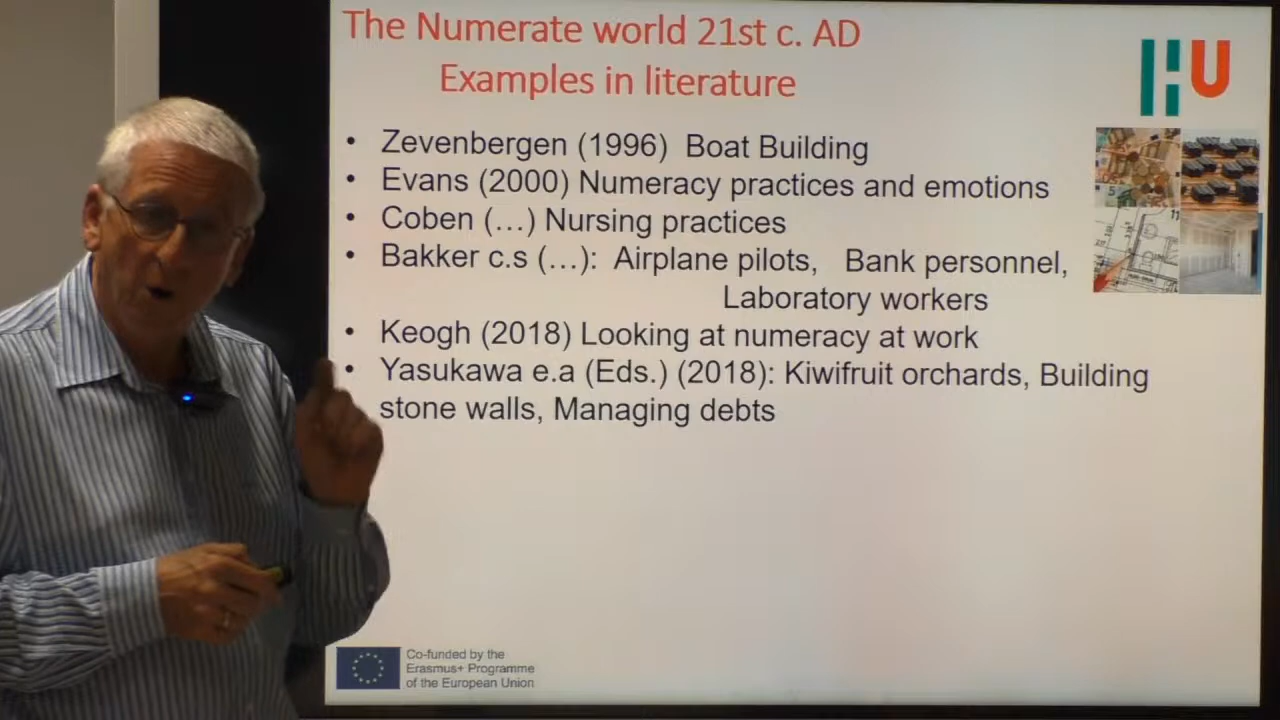 The Numerate world 21st c. AD
Examples in literature
HU
• Zevenbergen (1996) Boat Building
• Evans (2000) Numeracy practices and emotions
• Coben (…) Nursing practices
• Bakker c.s (…): Airplane pilots, Bank personnel,
Laboratory workers
• Keogh (2018) Looking at numeracy at work
• Yasukawa e.a (Eds.) (2018): Kiwifruit orchards, Building
stone walls, Managing debts
Co-funded by the
Erasmus+ Programme
of the European Union